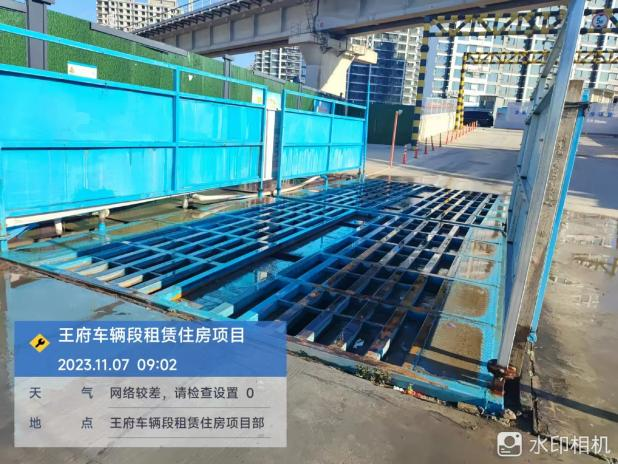 王府车辆段租赁住房项目
2023.11.07 09:02
天 气 网络较差，请检查设置 0
地 点 王府车辆段租赁住房项目部
水印相机